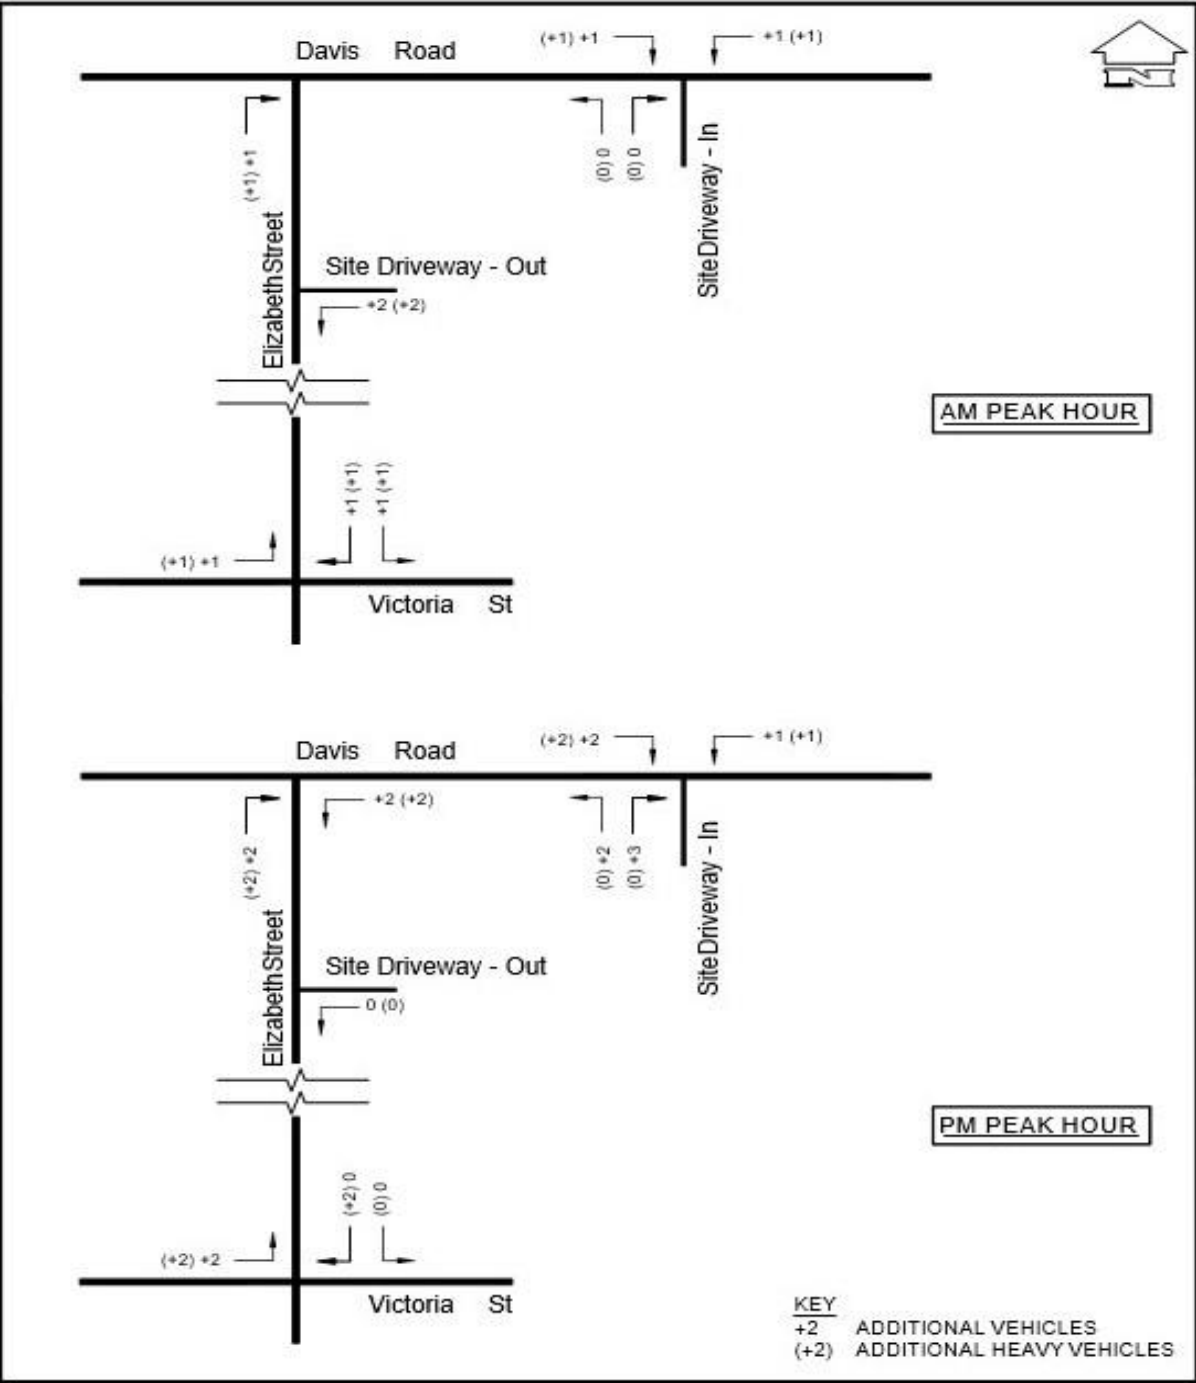 Davis Road
(+1) +1
+1 (+1)
(+1) +1
(0) 0
(0) 0
Site Driveway - In
Elizabeth Street
Site Driveway - Out
+2 (+2)
AM PEAK HOUR
+1 (+1)
+1 (+1)
(+1) +1
Victoria St
Davis Road
(+2) +2
+1 (+1)
+2 (+2)
(+2) +2
(0) +2
(0) +3
Site Driveway - In
Elizabeth Street
Site Driveway - Out
0 (0)
PM PEAK HOUR
(+2) 0
(0) 0
(+2) +2
Victoria St
KEY
+2 ADDITIONAL VEHICLES
(+2) ADDITIONAL HEAVY VEHICLES